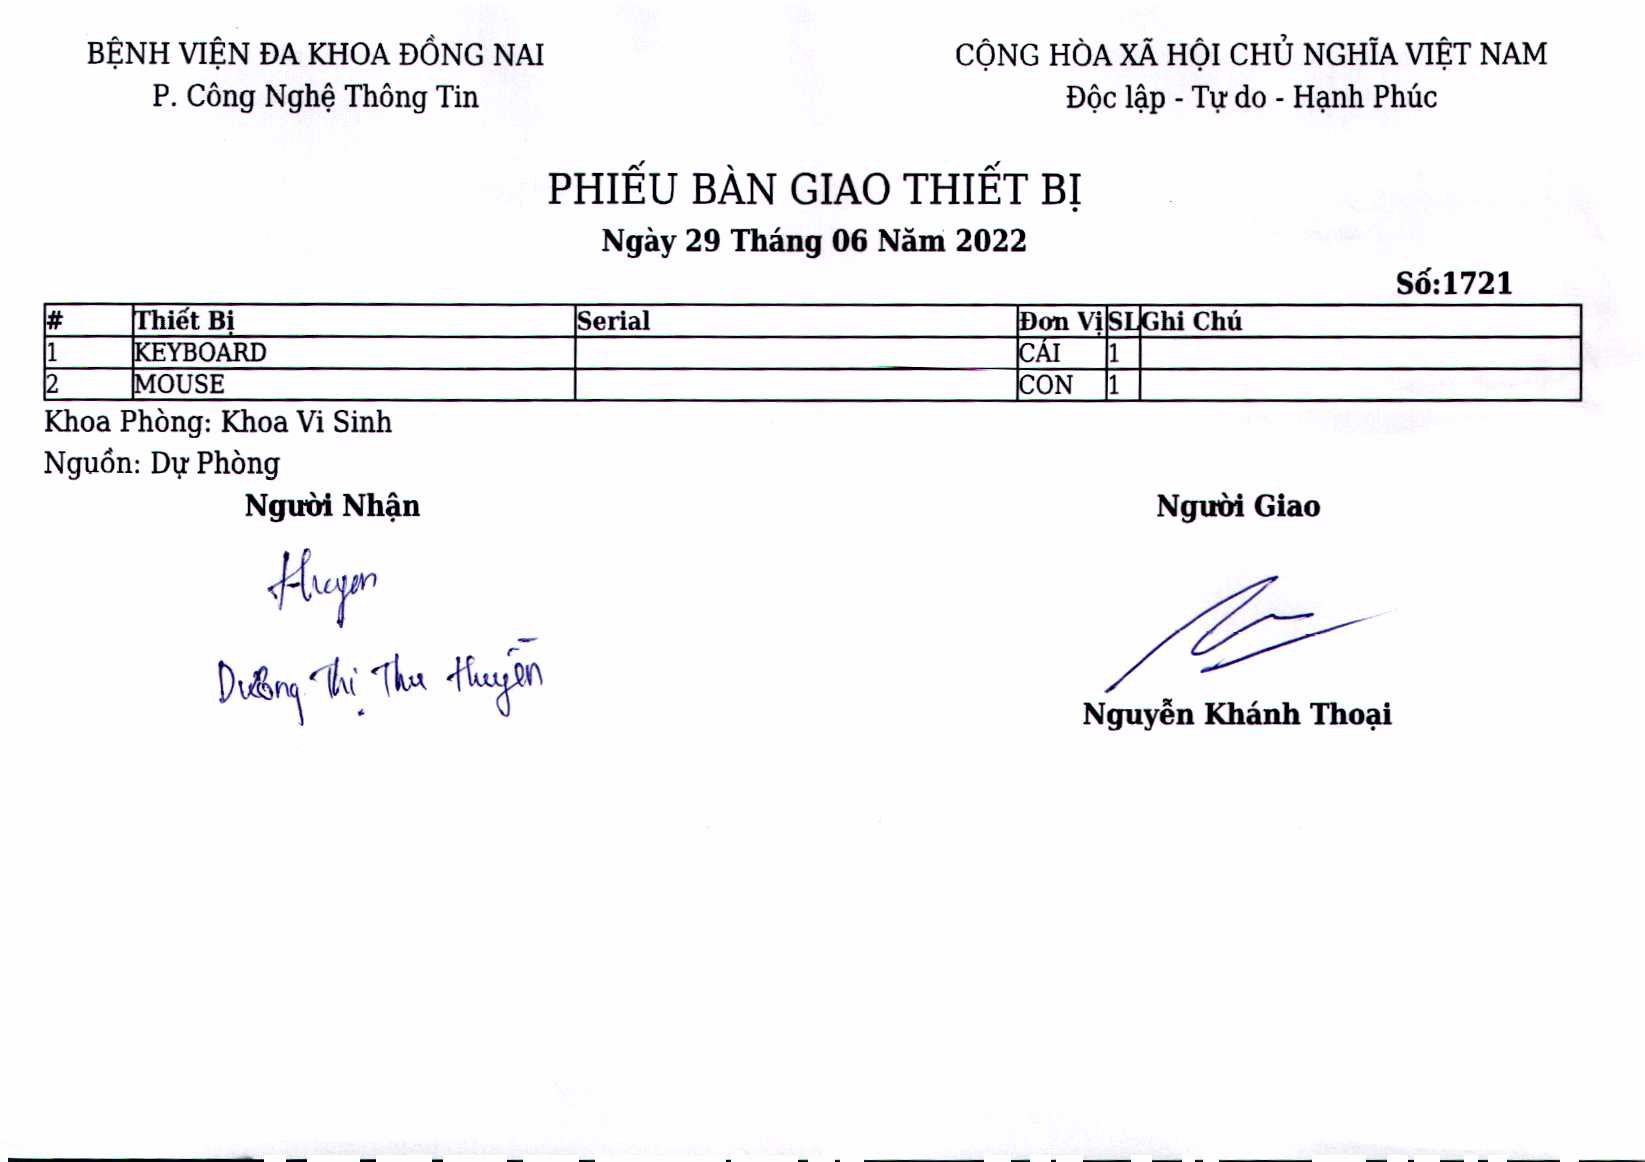 BỆNH VIỆN ĐA KHOA ĐỒNG NAI
P. Công Nghệ Thông Tin
CỘNG HÒA XÃ HỘI CHỦ NGHĨA VIỆT NAM
Độc lập - Tự do - Hạnh Phúc
PHIẾU BÀN GIAO THIẾT BỊ
Ngày 29 Tháng 06 Năm 2022
Số:1721
# Thiết Bị Serial Đơn Vị SL Ghi Chú
1 KEYBOARD CÁI 1
2 MOUSE CON 1
Khoa Phòng: Khoa Vi Sinh
Nguồn: Dự Phòng
Người Nhận
Người Giao
Huyen
Dương Thị Thu Huyền
Nguyễn Khánh Thoại